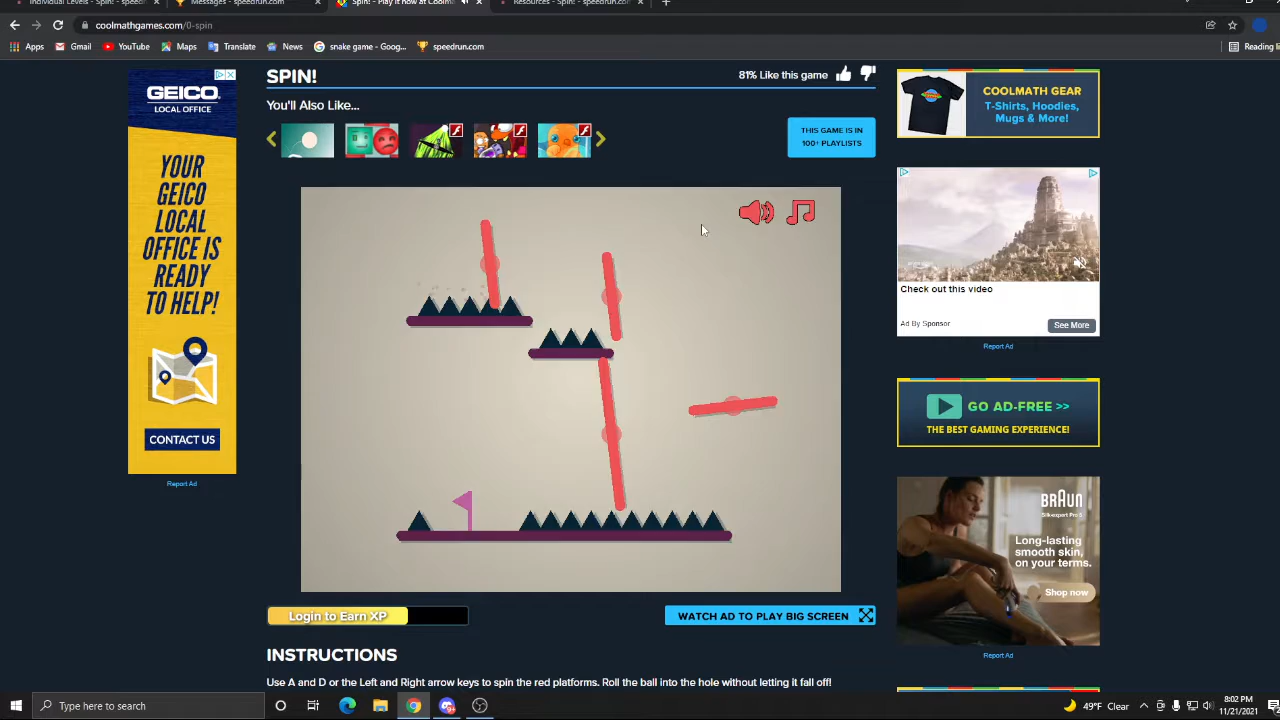 Individual Levels - Spin - speed
Messages - speedrun.com
Spin - Play it now at Coolm
Resources - speedrun.com
coolmathgames.com/0-spin
Apps
Gmail
YouTube
Maps
Translate
News
snake game - Goog...
speedrun.com
Reading li
GEICO.
LOCAL OFFICE
YOUR
GEICO
LOCAL
OFFICE IS
READY
TO HELP!
CONTACT US
Report Ad
SPIN!
81% Like this game
You'll Also Like...
THIS GAME IS IN
100+ PLAYLISTS
Login to Earn XP
WATCH AD TO PLAY BIG SCREEN
INSTRUCTIONS
Use A and D or the Left and Right arrow keys to spin the red platforms. Roll the ball into the hole without letting it fall off!
COOLMATH GEAR
T-Shirts, Hoodies,
Mugs & More!
Check out this video
Ad By Sponsor
See More
Report Ad
GO AD-FREE >>
THE BEST GAMING EXPERIENCE!
BRAUN
Silk·expert Pro 5
Long-lasting
smooth skin,
on your terms.
Shop now
Report Ad
Type here to search
49°F Clear
8:02 PM
11/21/2021